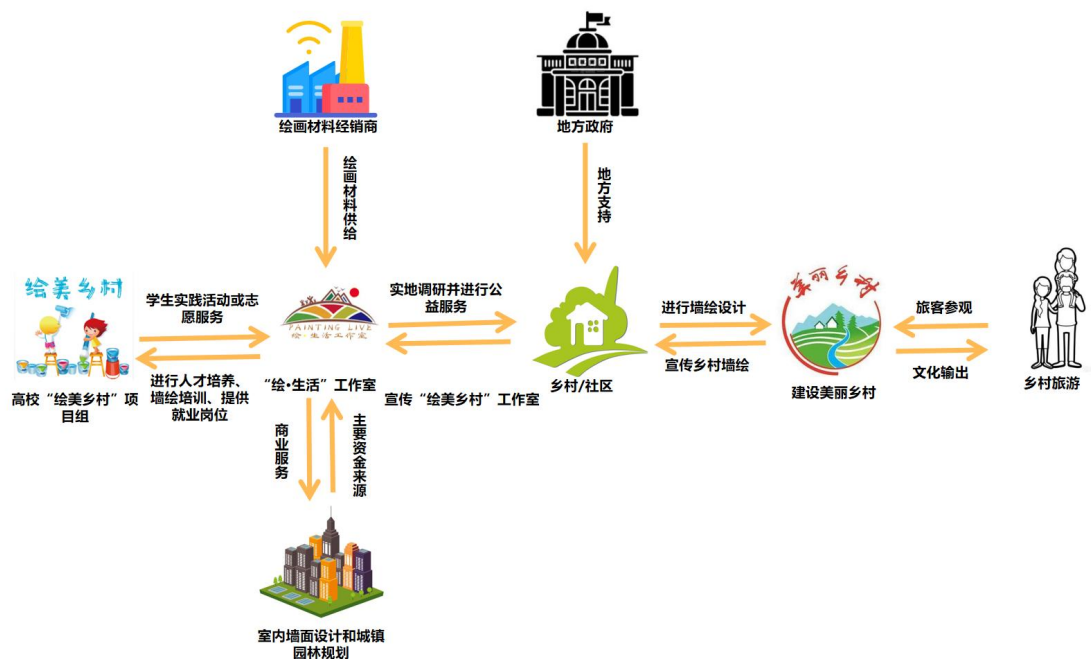 绘画材料经销商
地方政府
绘画材料供给
地方支持
绘美乡村
学生实践活动或志
愿服务
PAINTING LIVE
绘·生活工作室
实地调研并进行公
益服务
进行墙绘设计
美丽乡村
旅客参观
高校“绘美乡村”项
目组
进行人才培养、
墙绘培训、提供
就业岗位
“绘·生活”工作室
宣传“绘美乡村”工作室
乡村/社区
宣传乡村墙绘
建设美丽乡村
文化输出
乡村旅游
商业服务
主要资金来源
室内墙面设计和城镇
园林规划